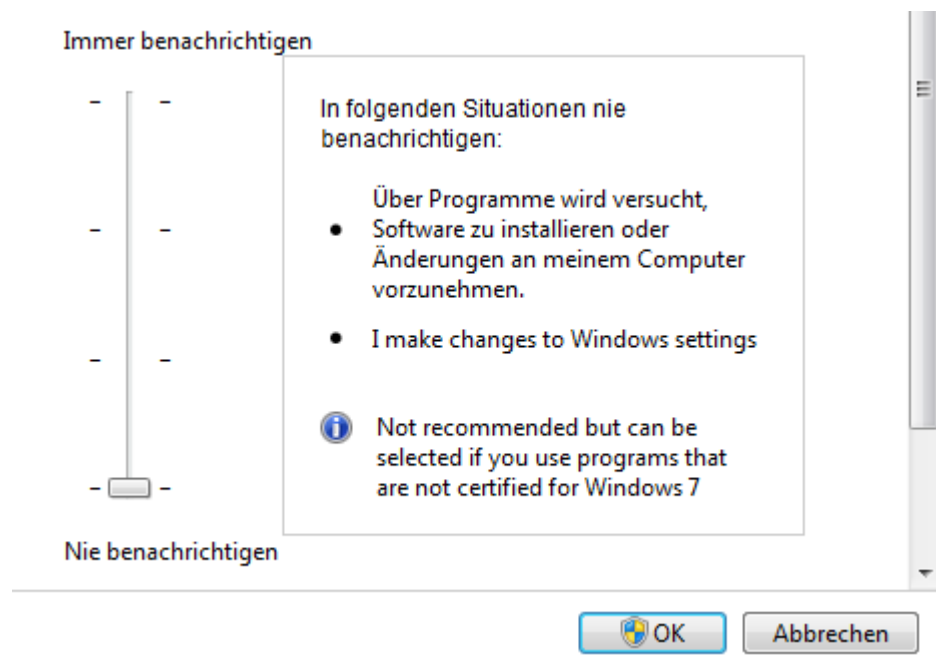 Immer benachrichtigen
In folgenden Situationen nie
benachrichtigen:
Über Programme wird versucht,
Software zu installieren oder
Änderungen an meinem Computer
vorzunehmen.
I make changes to Windows settings
Not recommended but can be
selected if you use programs that
are not certified for Windows 7
Nie benachrichtigen
OK Abbrechen